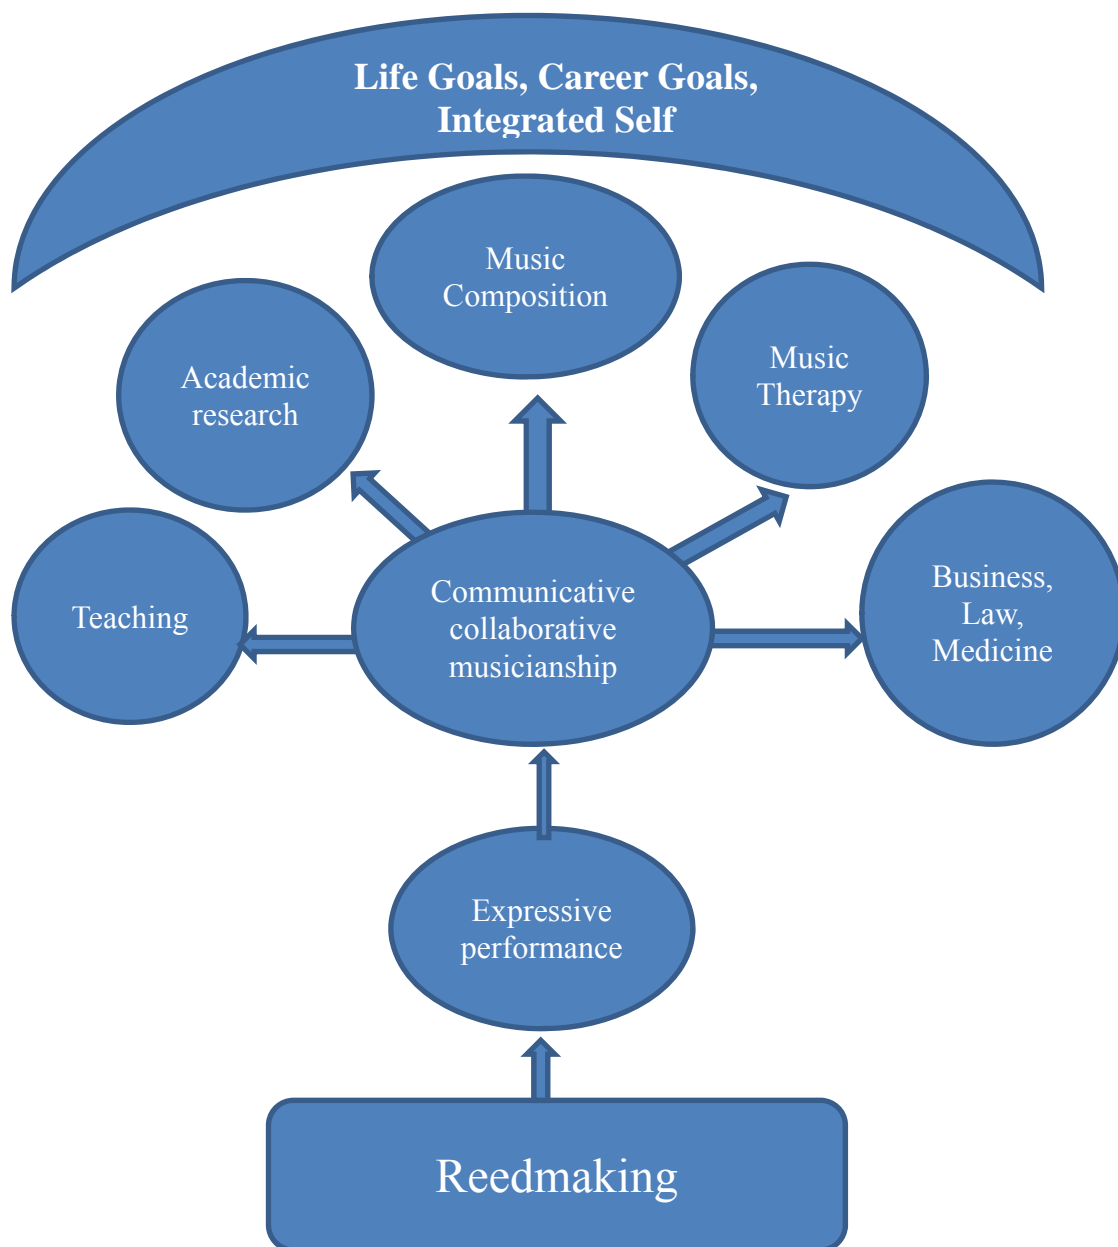 Life Goals, Career Goals,
Integrated Self
Music
Composition
Academic
research
Music
Therapy
Teaching
Communicative
collaborative
musicianship
Business,
Law,
Medicine
Expressive
performance
Reedmaking